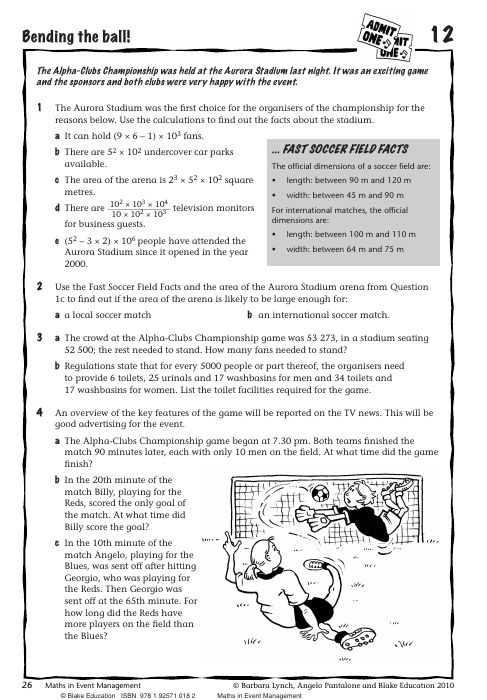 Bending the ball!
ADMIT
ONE
MIT
ONE
12
The Alpha-Clubs Championship was held at the Aurora Stadium last night. It was an exciting game
and the sponsors and both clubs were very happy with the event.
1 The Aurora Stadium was the first choice for the organisers of the championship for the
reasons below. Use the calculations to find out the facts about the stadium.
a It can hold (9 × 6 – 1) × 10³ fans.
b There are 5² × 10² undercover car parks
available.
c The area of the arena is 2³ × 5² × 10² square
metres.
d There are 10² × 10³ × 10⁴ / 10 × 10² × 10³ television monitors
for business guests.
e (5² – 3 × 2) × 10⁶ people have attended the
Aurora Stadium since it opened in the year
2000.
... FAST SOCCER FIELD FACTS
The official dimensions of a soccer field are:
• length: between 90 m and 120 m
• width: between 45 m and 90 m
For international matches, the official
dimensions are:
• length: between 100 m and 110 m
• width: between 64 m and 75 m
2 Use the Fast Soccer Field Facts and the area of the Aurora Stadium arena from Question
1c to find out if the area of the arena is likely to be large enough for:
a a local soccer match b an international soccer match.
3 a The crowd at the Alpha-Clubs Championship game was 53 273, in a stadium seating
52 500; the rest needed to stand. How many fans needed to stand?
b Regulations state that for every 5000 people or part thereof, the organisers need
to provide 6 toilets, 25 urinals and 17 washbasins for men and 34 toilets and
17 washbasins for women. List the toilet facilities required for the game.
4 An overview of the key features of the game will be reported on the TV news. This will be
good advertising for the event.
a The Alpha-Clubs Championship game began at 7.30 pm. Both teams finished the
match 90 minutes later, each with only 10 men on the field. At what time did the game
finish?
b In the 20th minute of the
match Billy, playing for the
Reds, scored the only goal of
the match. At what time did
Billy score the goal?
c In the 10th minute of the
match Angelo, playing for the
Blues, was sent off after hitting
Georgio, who was playing for
the Reds. Then Georgio was
sent off at the 65th minute. For
how long did the Reds have
more players on the field than
the Blues?
26 Maths in Event Management © Barbara Lynch, Angelo Pantalone and Blake Education 2010
© Blake Education ISBN 978 1 92571 018 2 Maths in Event Management